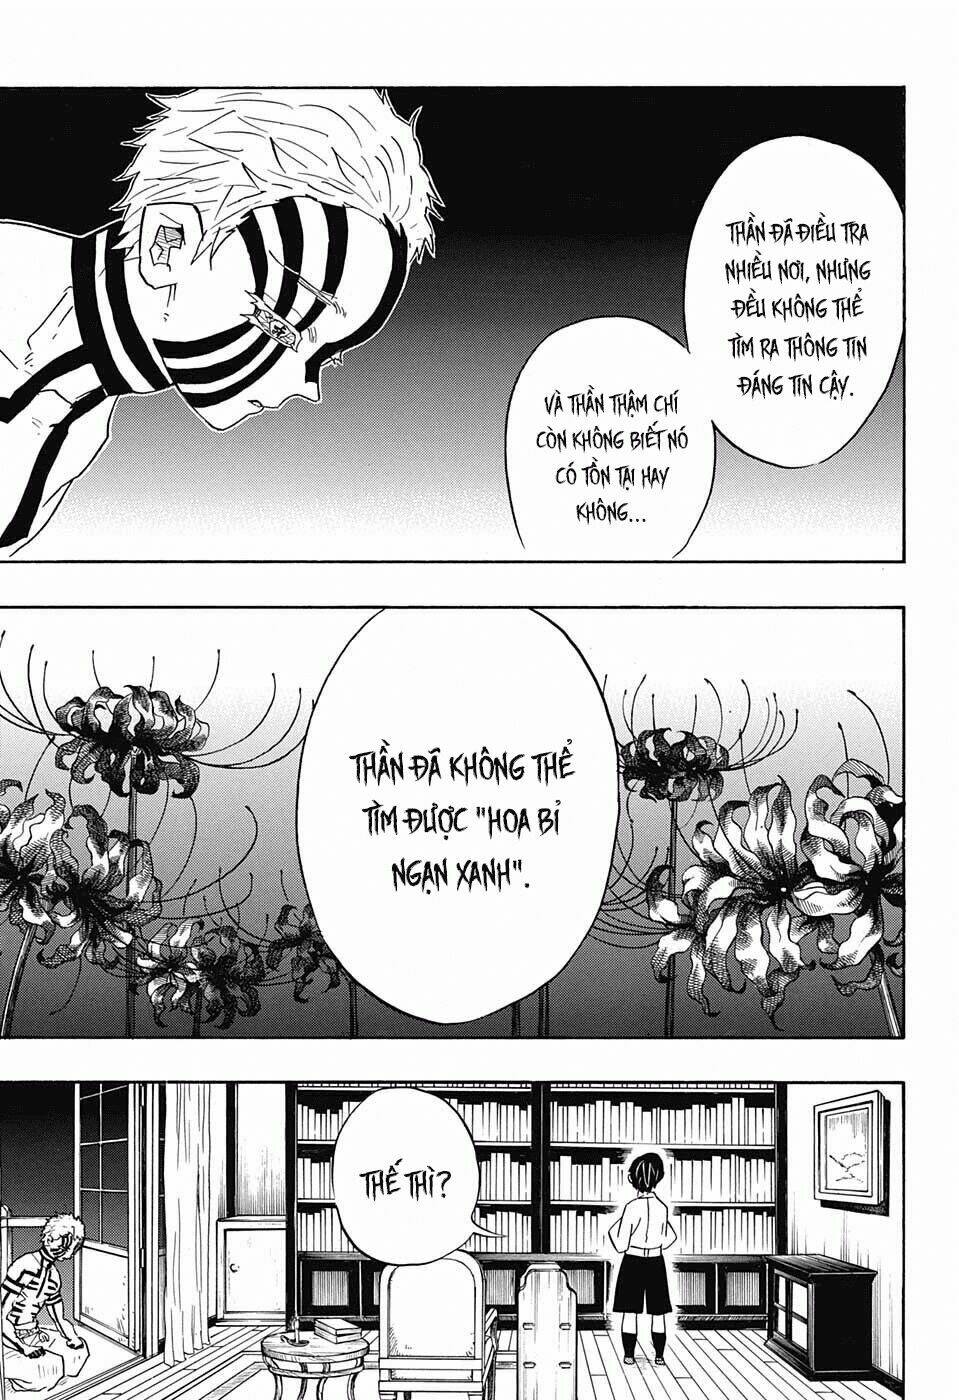 THẦN ĐÃ ĐIỀU TRA
NHIỀU NƠI, NHƯNG
ĐỀU KHÔNG THỂ
TÌM RA THÔNG TIN
ĐÁNG TIN CẬY.
VÀ THẦN THẬM CHÍ
CÒN KHÔNG BIẾT NÓ
CÓ TỒN TẠI HAY
KHÔNG...
THẦN ĐÃ KHÔNG THỂ
TÌM ĐƯỢC "HOA BỈ
NGẠN XANH".
THẾ THÌ?